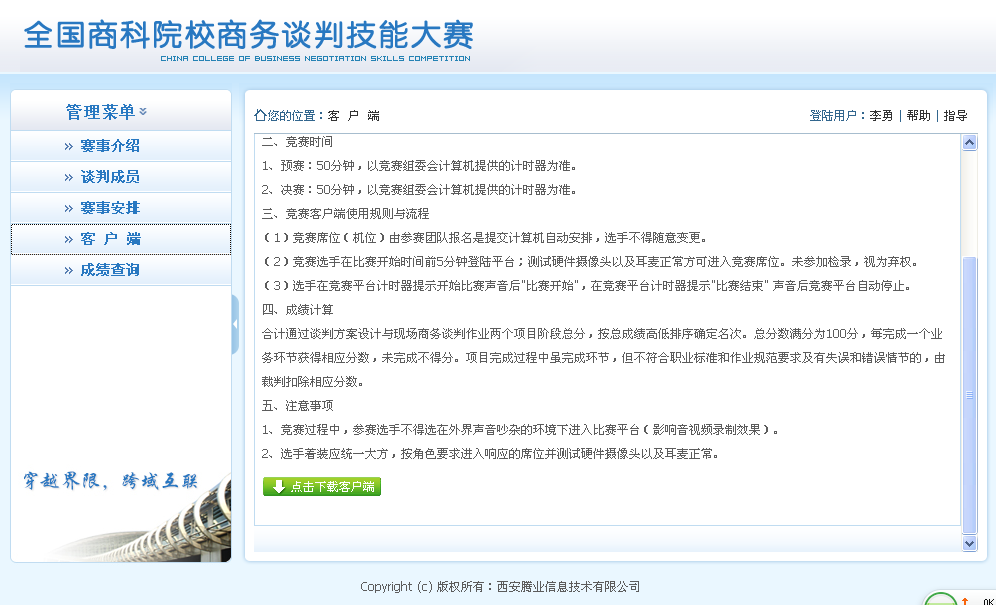 全国商科院校商务谈判技能大赛
CHINA COLLEGE OF BUSINESS NEGOTIATION SKILLS COMPETITION
管理菜单
» 赛事介绍
» 谈判成员
» 赛事安排
» 客 户 端
» 成绩查询
穿越界限，跨域互联
您的位置：客 户 端
登陆用户：李勇 | 帮助 | 指导
二、竞赛时间
1、预赛：50分钟，以竞赛组委会计算机提供的计时器为准。
2、决赛：50分钟，以竞赛组委会计算机提供的计时器为准。
三、竞赛客户端使用规则与流程
（1）竞赛席位（机位）由参赛团队报名是提交计算机自动安排，选手不得随意变更。
（2）竞赛选手在比赛开始时间前5分钟登陆平台；测试硬件摄像头以及耳麦正常方可进入竞赛席位。未参加检录，视为弃权。
（3）选手在竞赛平台计时器提示开始比赛声音后"比赛开始"，在竞赛平台计时器提示"比赛结束" 声音后竞赛平台自动停止。
四、成绩计算
合计通过谈判方案设计与现场商务谈判作业两个项目阶段总分，按总成绩高低排序确定名次。总分数满分为100分，每完成一个业
务环节获得相应分数，未完成不得分。项目完成过程中虽完成环节，但不符合职业标准和作业规范要求及有失误和错误情节的，由
裁判扣除相应分数。
五、注意事项
1、竞赛过程中，参赛选手不得选在外界声音吵杂的环境下进入比赛平台（影响音视频录制效果）。
2、选手着装应统一大方，按角色要求进入响应的席位并测试硬件摄像头以及耳麦正常。
点击下载客户端
Copyright (c) 版权所有：西安腾业信息技术有限公司
0K